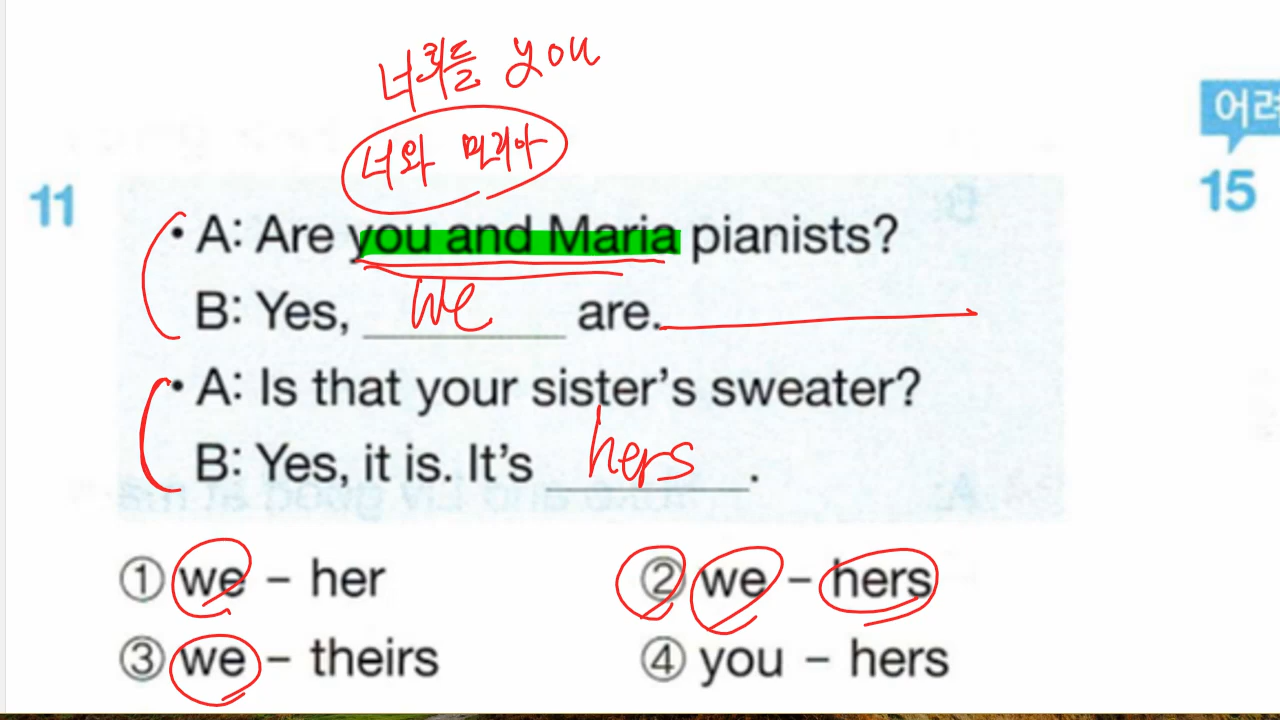 너희들 you
너와 마리아
어려
11
15
• A: Are you and Maria pianists?
B: Yes, we are.
• A: Is that your sister's sweater?
B: Yes, it is. It's hers.
① we – her
② we – hers
③ we – theirs
④ you – hers